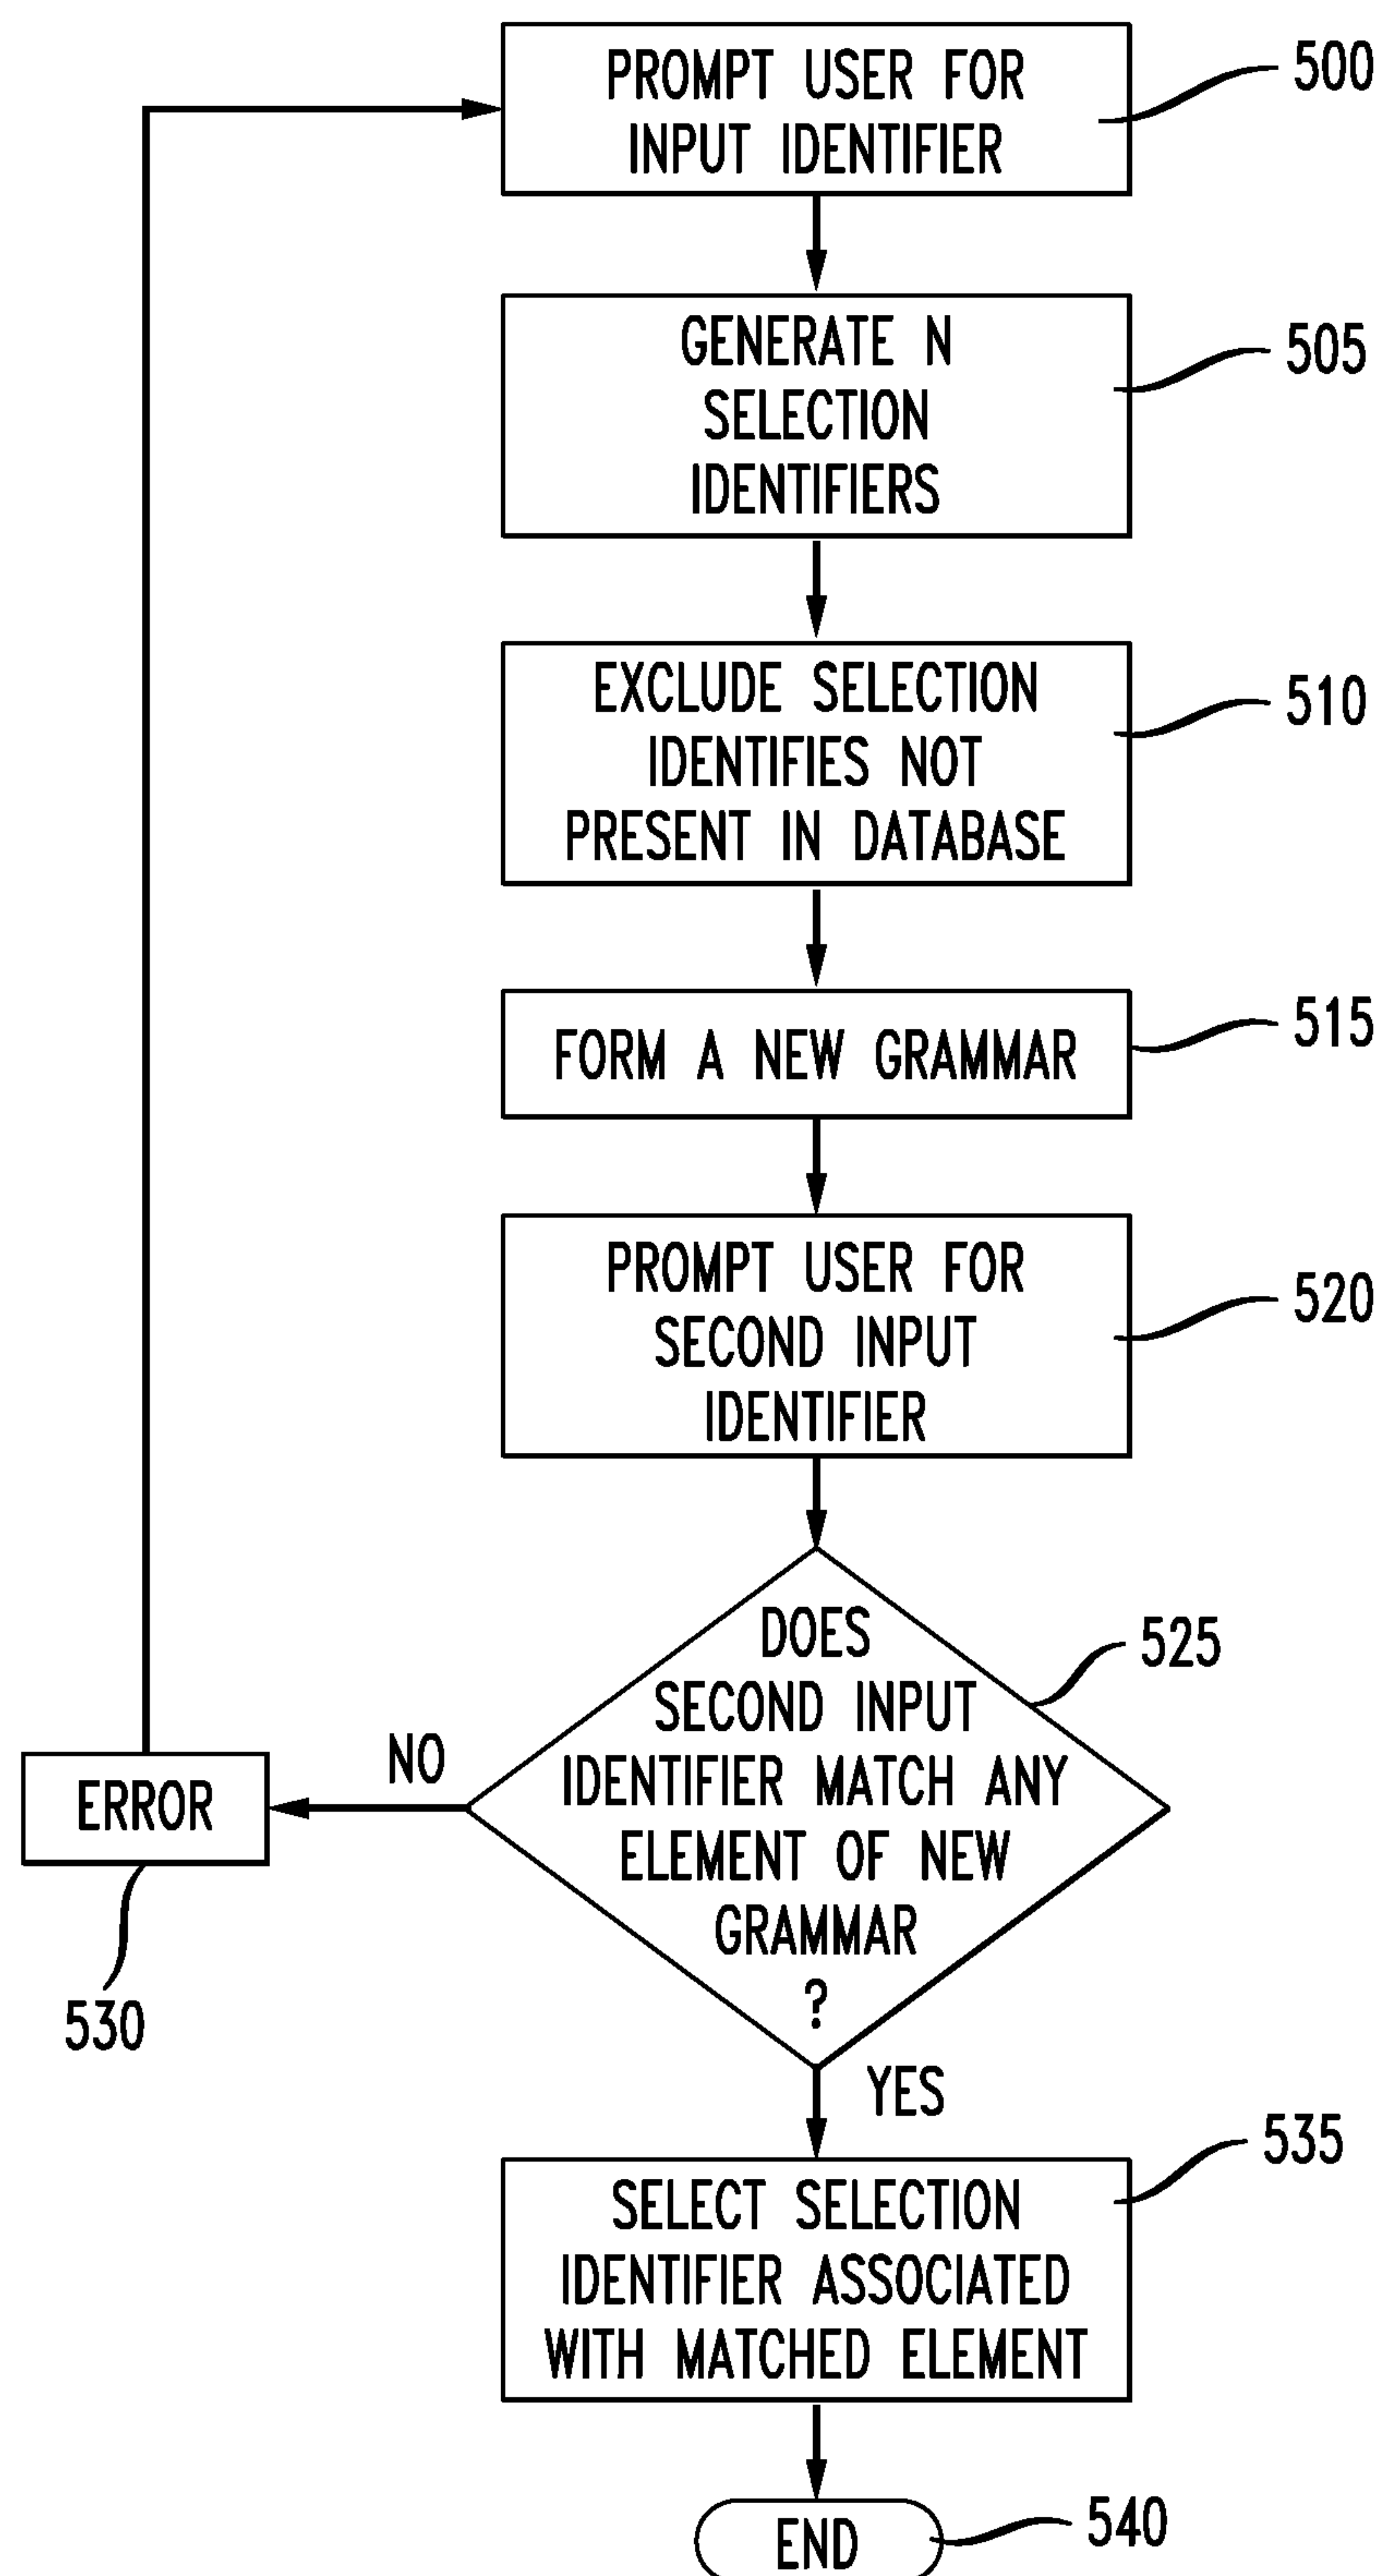 PROMPT USER FOR
INPUT IDENTIFIER
500
GENERATE N
SELECTION
IDENTIFIERS
505
EXCLUDE SELECTION
IDENTIFIES NOT
PRESENT IN DATABASE
510
FORM A NEW GRAMMAR
515
PROMPT USER FOR
SECOND INPUT
IDENTIFIER
520
DOES
SECOND INPUT
IDENTIFIER MATCH ANY
ELEMENT OF NEW
GRAMMAR
?
525
NO
ERROR
530
YES
SELECT SELECTION
IDENTIFIER ASSOCIATED
WITH MATCHED ELEMENT
535
END
540